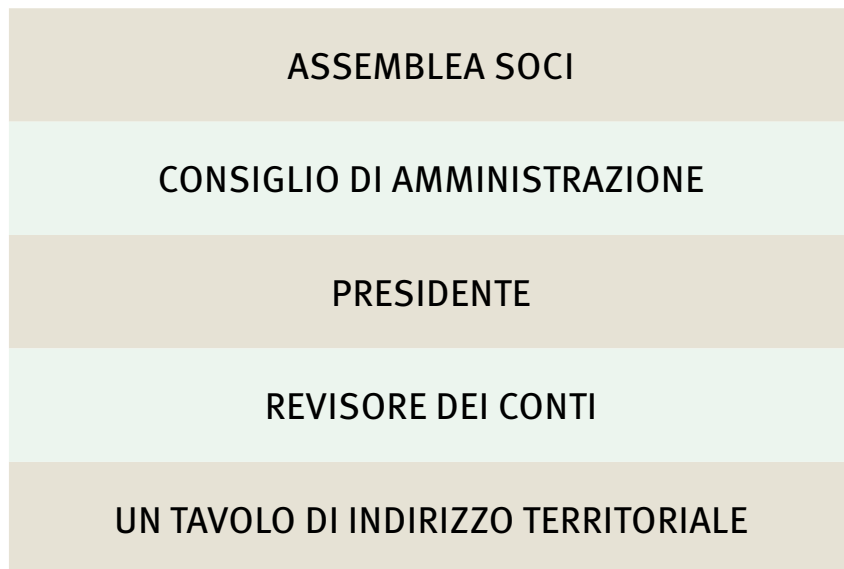 ASSEMBLEA SOCI
CONSIGLIO DI AMMINISTRAZIONE
PRESIDENTE
REVISORE DEI CONTI
UN TAVOLO DI INDIRIZZO TERRITORIALE